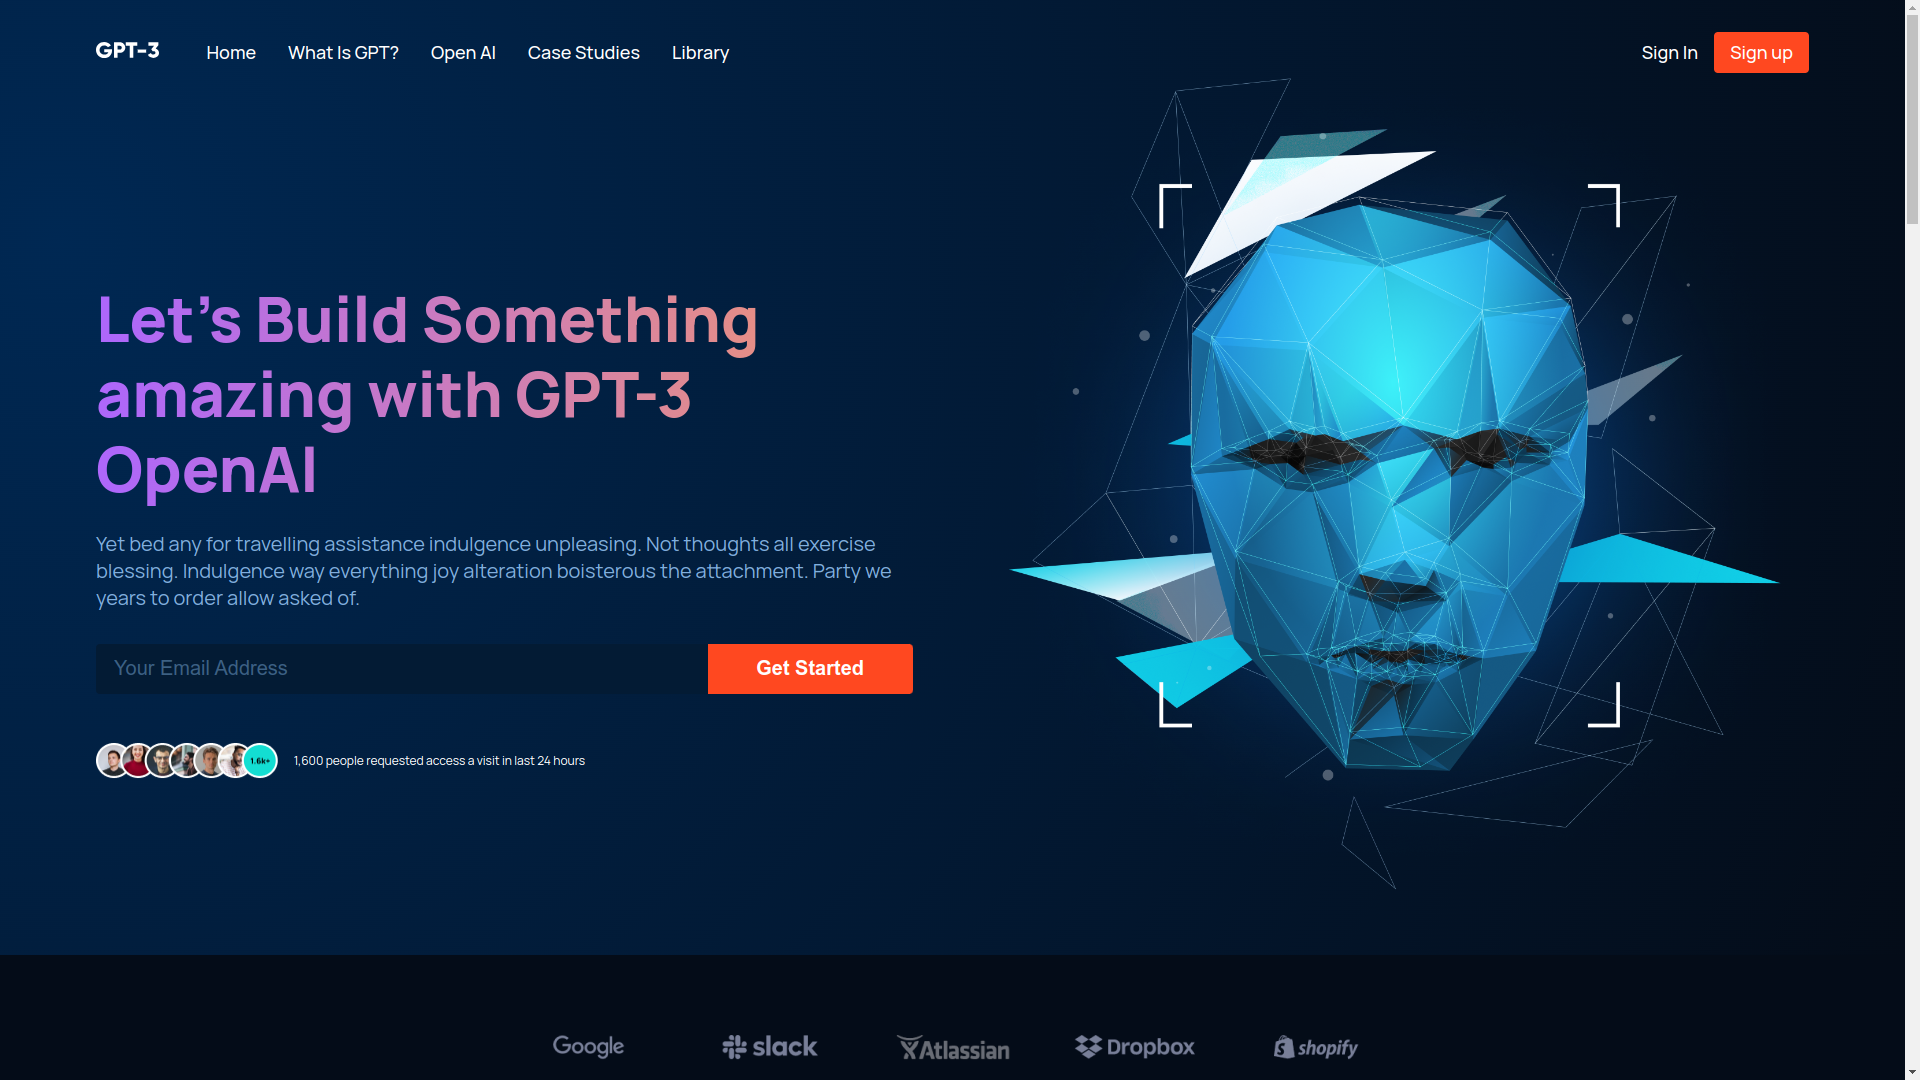 GPT-3
Home What Is GPT? Open AI Case Studies Library
Sign In Sign up
Let’s Build Something
amazing with GPT-3
OpenAI
Yet bed any for travelling assistance indulgence unpleasing. Not thoughts all exercise
blessing. Indulgence way everything joy alteration boisterous the attachment. Party we
years to order allow asked of.
Your Email Address
Get Started
1.6k+
1,600 people requested access a visit in last 24 hours
Google slack Atlassian Dropbox shopify